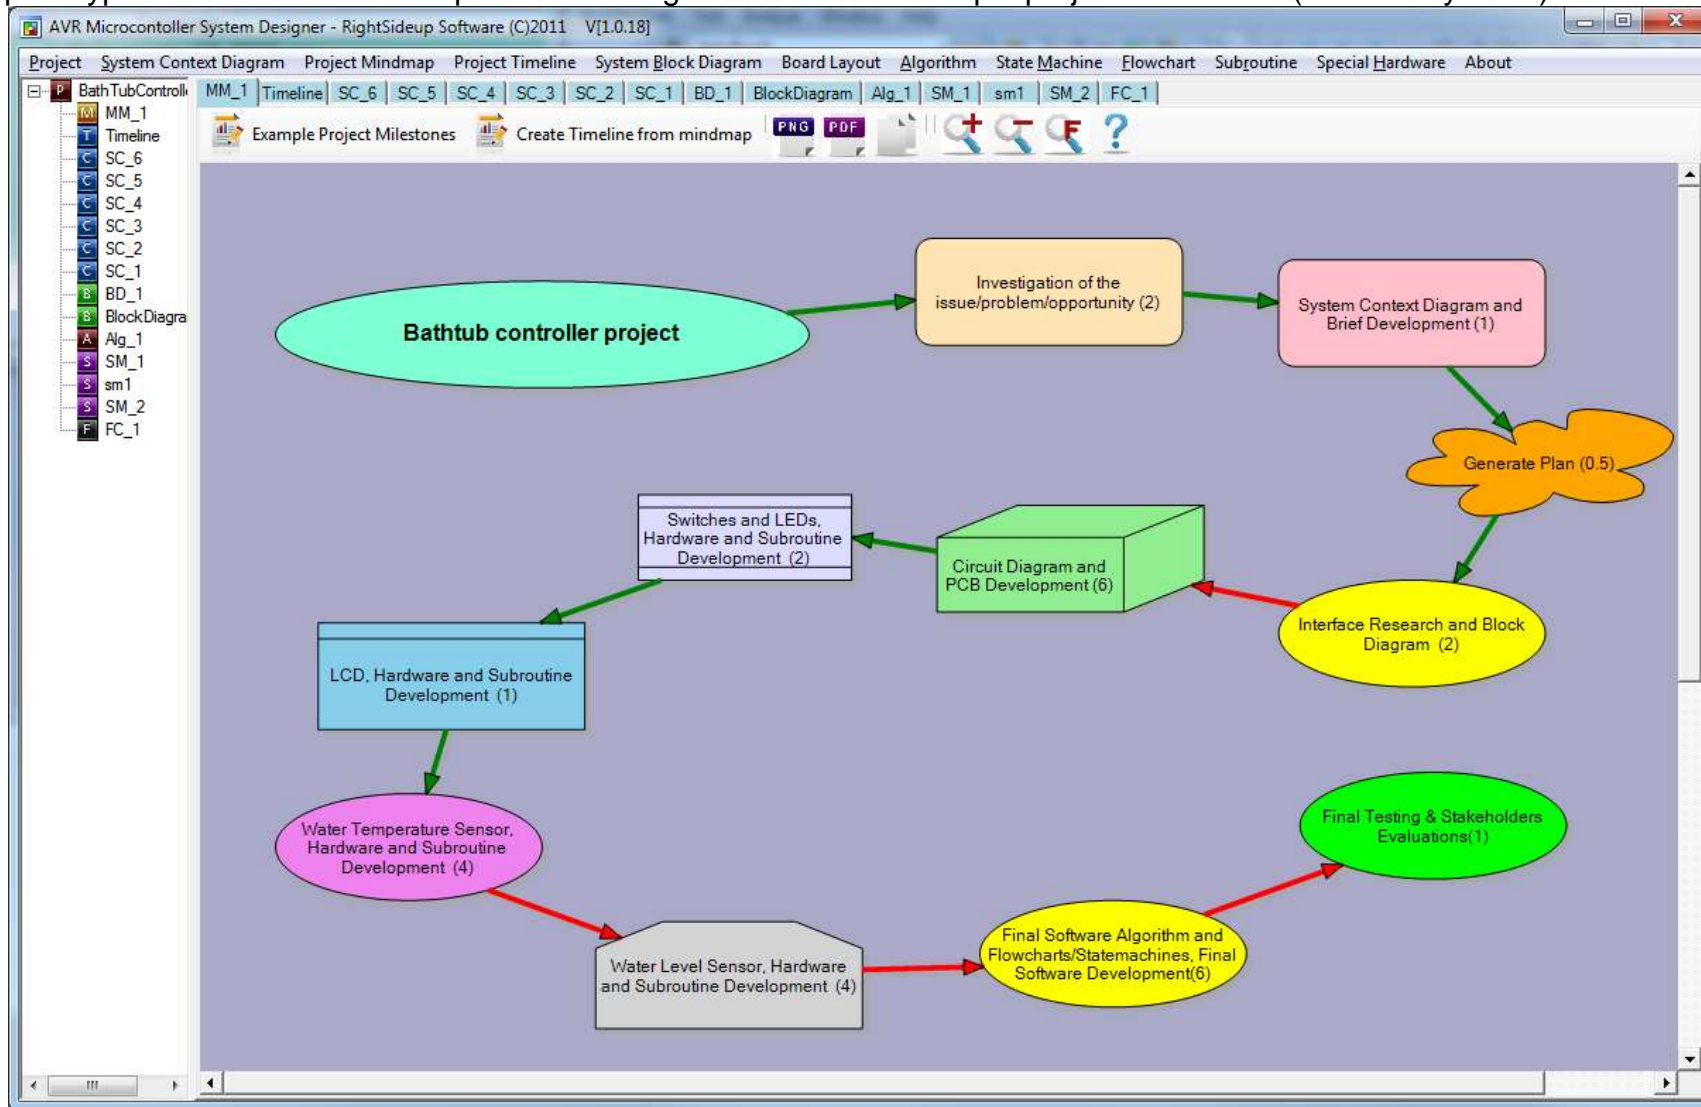 AVR Microcontoller System Designer - RightSideup Software (C)2011 V[1.0.18]
Project System Context Diagram Project Mindmap Project Timeline System Block Diagram Board Layout Algorithm State Machine Flowchart Subroutine Special Hardware About
BathTubControll
MM_1
Timeline
SC_6
SC_5
SC_4
SC_3
SC_2
SC_1
BD_1
BlockDiagra
Alg_1
SM_1
sm1
SM_2
FC_1
MM_1 Timeline SC_6 SC_5 SC_4 SC_3 SC_2 SC_1 BD_1 BlockDiagram Alg_1 SM_1 sm1 SM_2 FC_1
Example Project Milestones Create Timeline from mindmap PNG PDF
Bathtub controller project
Investigation of the
issue/problem/opportunity (2)
System Context Diagram and
Brief Development (1)
Generate Plan (0.5)
Interface Research and Block
Diagram (2)
Circuit Diagram and
PCB Development (6)
Switches and LEDs,
Hardware and Subroutine
Development (2)
LCD, Hardware and Subroutine
Development (1)
Water Temperature Sensor,
Hardware and Subroutine
Development (4)
Water Level Sensor, Hardware
and Subroutine Development (4)
Final Software Algorithm and
Flowcharts/Statemachines, Final
Software Development(6)
Final Testing & Stakeholders
Evaluations(1)